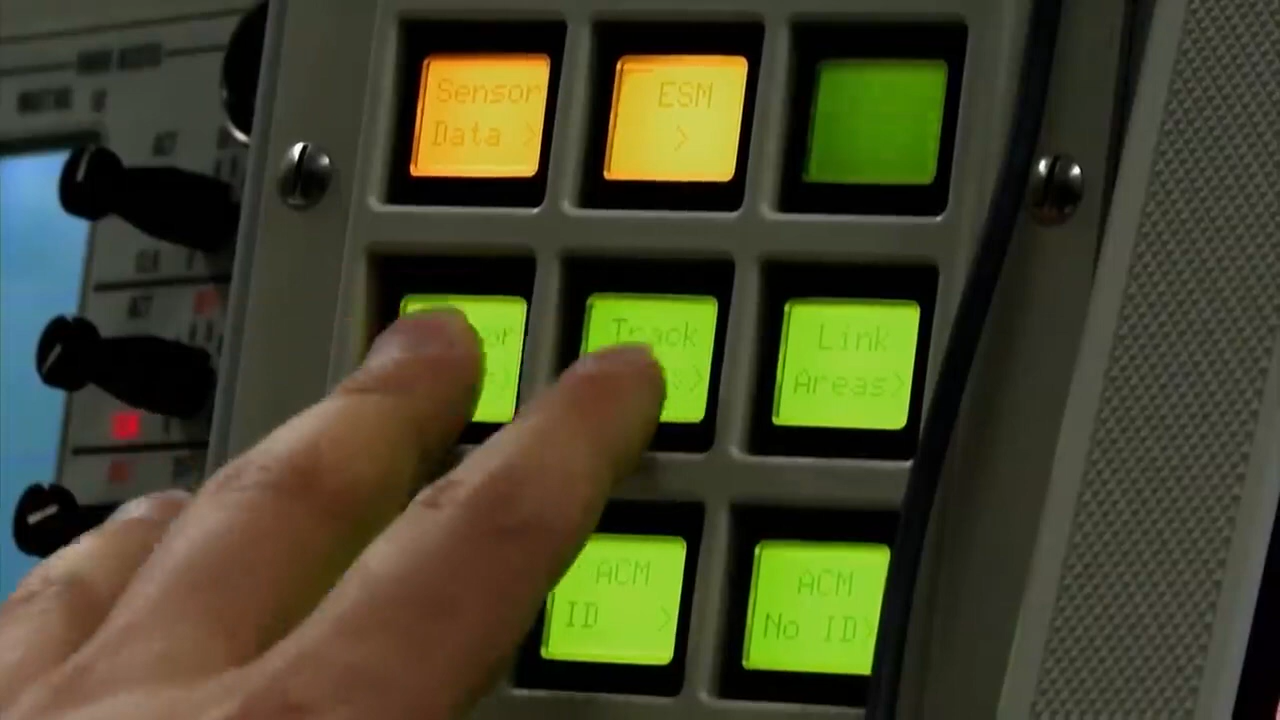 Sensor
Data >
ESM
>
Track
Link
Areas>
ACM
ID >
ACM
No ID>